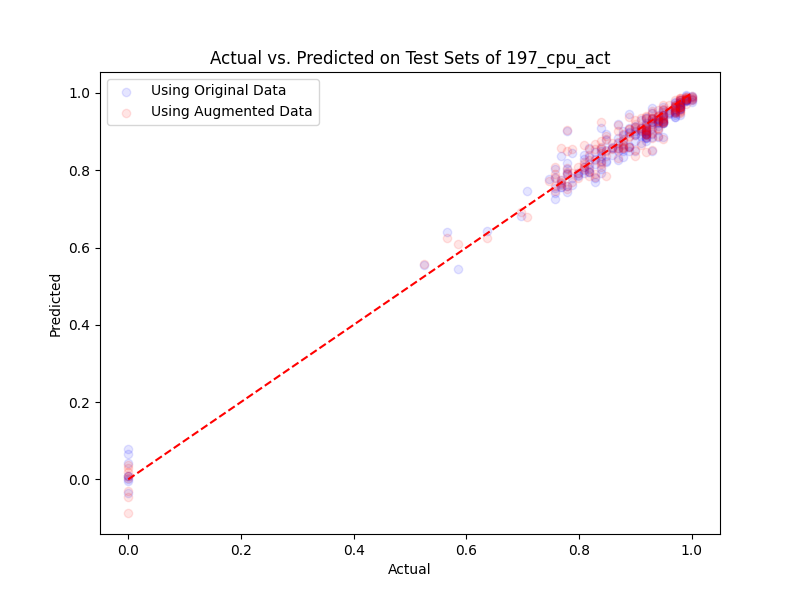 Actual vs. Predicted on Test Sets of 197_cpu_act
Using Original Data
Using Augmented Data
1.0
0.8
0.6
0.4
0.2
0.0
Predicted
0.0 0.2 0.4 0.6 0.8 1.0
Actual